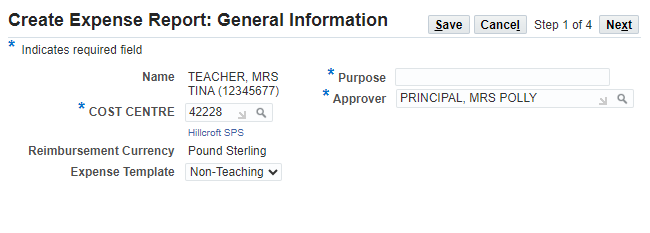 Create Expense Report: General Information
Save Cancel Step 1 of 4 Next
* Indicates required field
Name TEACHER, MRS TINA (12345677)
* COST CENTRE 42228
Hillcroft SPS
Reimbursement Currency Pound Sterling
Expense Template Non-Teaching
* Purpose
* Approver PRINCIPAL, MRS POLLY